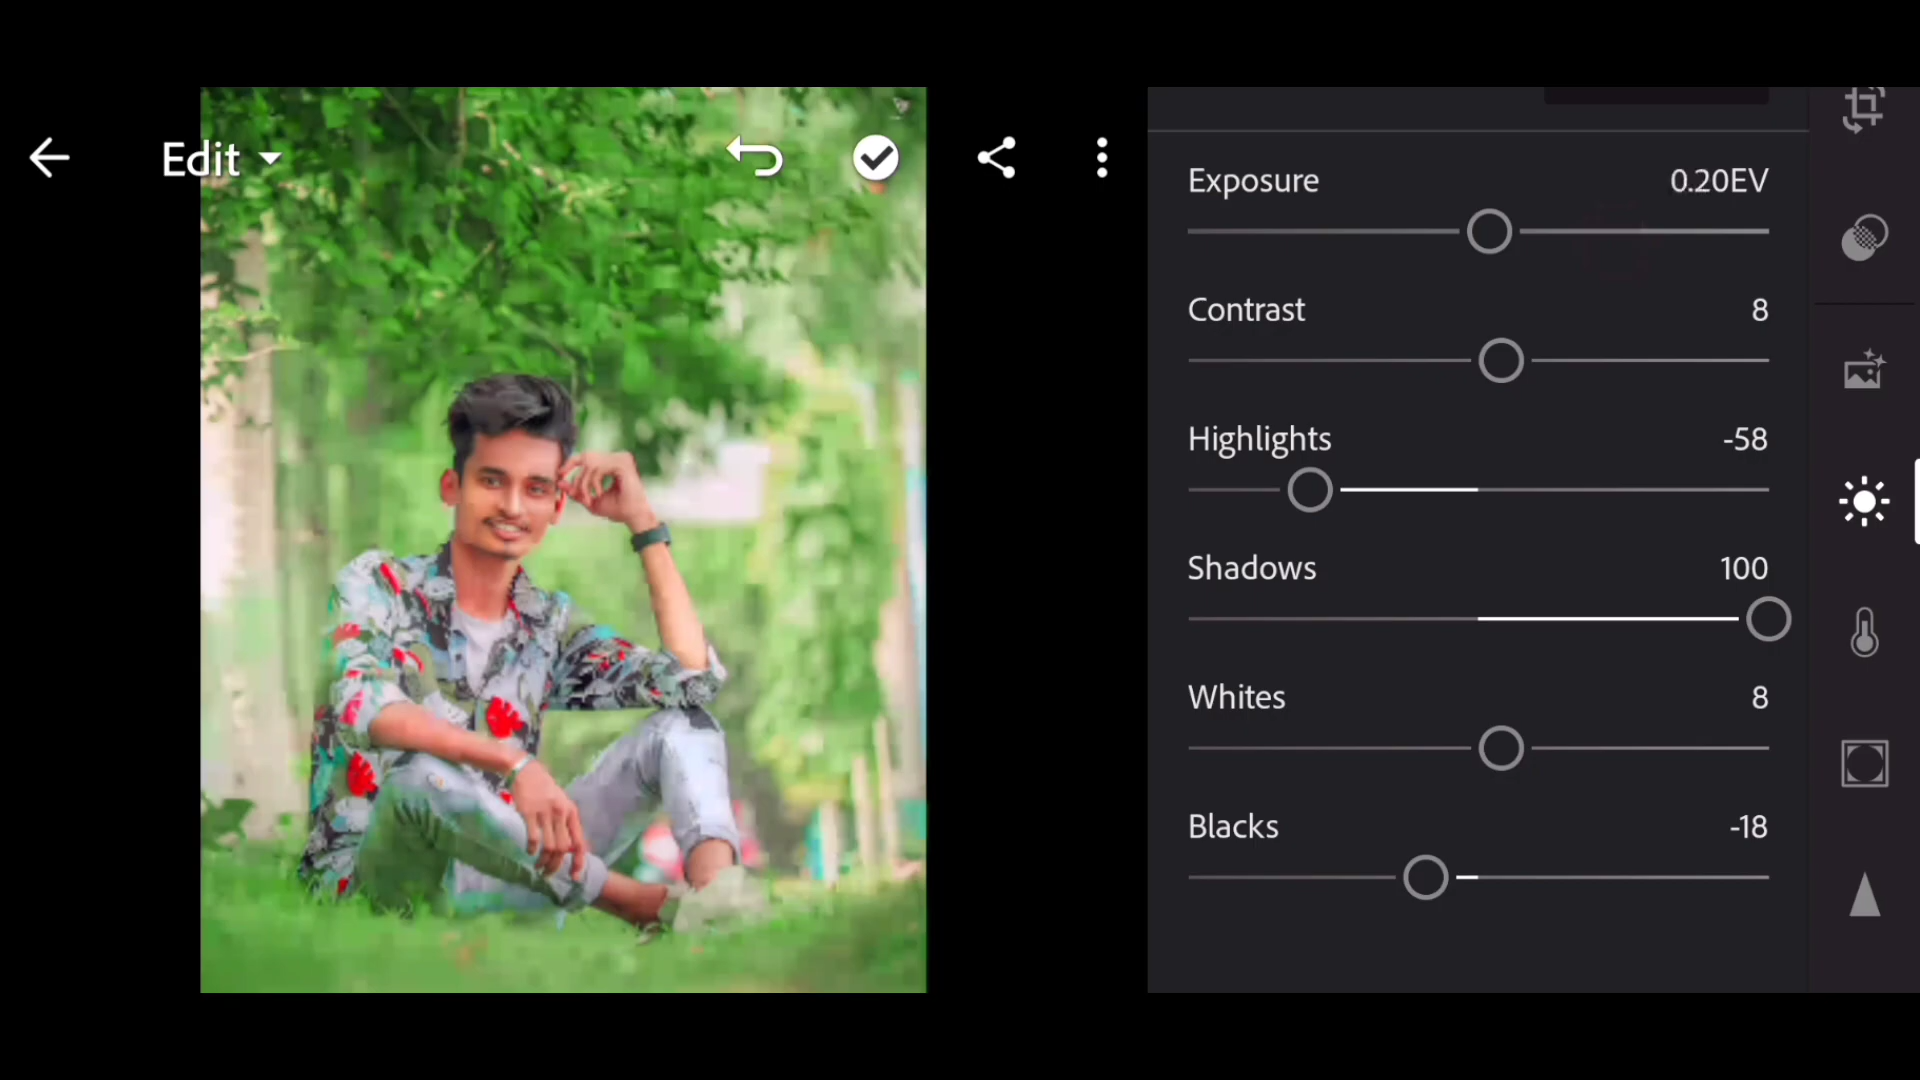 Edit
Exposure 0.20EV
Contrast 8
Highlights -58
Shadows 100
Whites 8
Blacks -18